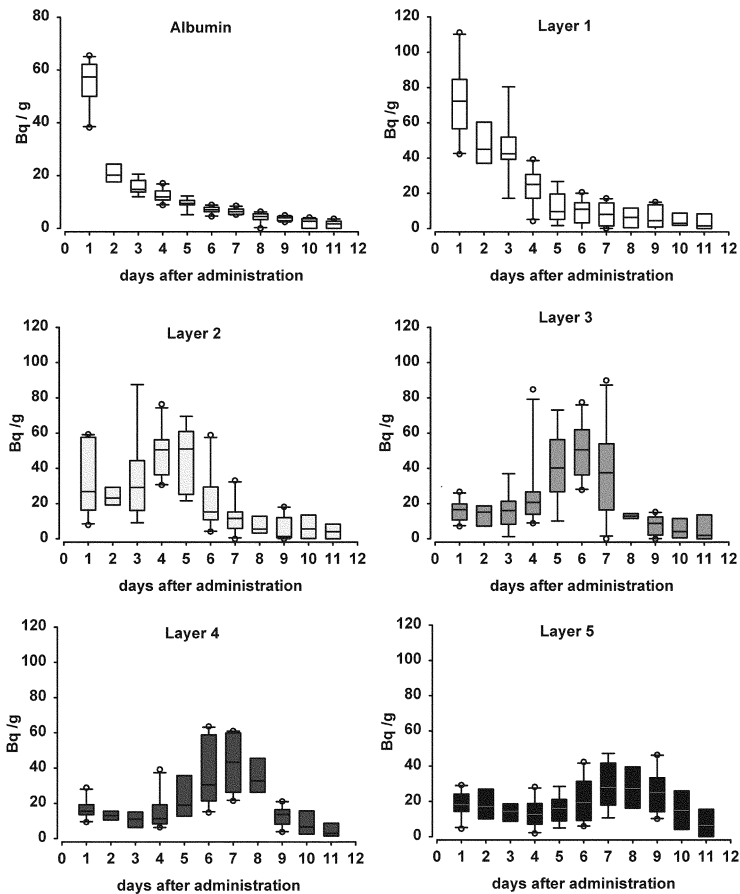 Albumin
Bq / g
80
60
40
20
0
0 1 2 3 4 5 6 7 8 9 10 11 12
days after administration
Layer 1
Bq /g
120
80
60
40
20
0
0 1 2 3 4 5 6 7 8 9 10 11 12
days after administration
Layer 2
Bq /g
120
100
80
60
40
20
0
0 1 2 3 4 5 6 7 8 9 10 11 12
days after administration
Layer 3
Bq /g
120
100
80
60
40
20
0
0 1 2 3 4 5 6 7 8 9 10 11 12
days after administration
Layer 4
Bq /g
120
100
80
60
40
20
0
0 1 2 3 4 5 6 7 8 9 10 11 12
days after administration
Layer 5
Bq /g
120
100
80
60
40
20
0
0 1 2 3 4 5 6 7 8 9 10 11 12
days after administration